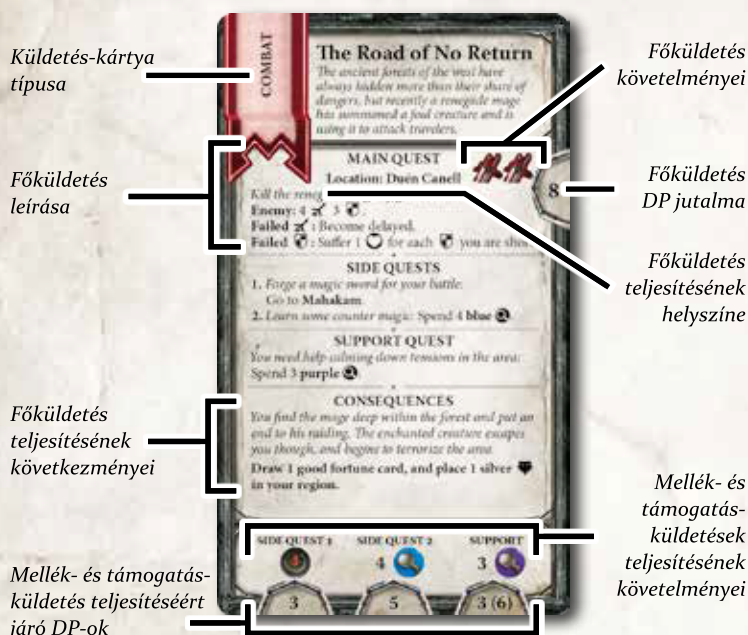 Küldetés-kártya
típusa
Főküldetés
leírása
Főküldetés
teljesítésének
következményei
Mellék- és támogatás-
küldetés teljesítéséért
járó DP-ok
COMBAT
The Road of No Return
The ancient forests of the west have
always hidden more than their share of
dangers, but recently a renegade mage
has summoned a foul creature and is
using it to attack travelers.
MAIN QUEST
Location: Duén Canell
8
Kill the reneg
Enemy: 4 3
Failed : Become delayed.
Failed : Suffer 1 for each you are
SIDE QUESTS
1. Forge a magic sword for your battle:
Go to Mahakam
2. Learn some counter magic: Spend 4 blue
SUPPORT QUEST
You need help calming down tensions in the area:
Spend 3 purple
CONSEQUENCES
You find the mage deep within the forest and put an
end to his raiding. The enchanted creature escapes
you though, and begins to terrorize the area.
Draw 1 good fortune card, and place 1 silver
in your region.
SIDE QUEST 1 SIDE QUEST 2 SUPPORT
4 3
3 5 3 (6)
Főküldetés
követelményei
Főküldetés
DP jutalma
Főküldetés
teljesítésének
helyszíne
Mellék- és
támogatás-
küldetések
teljesítésének
követelményei